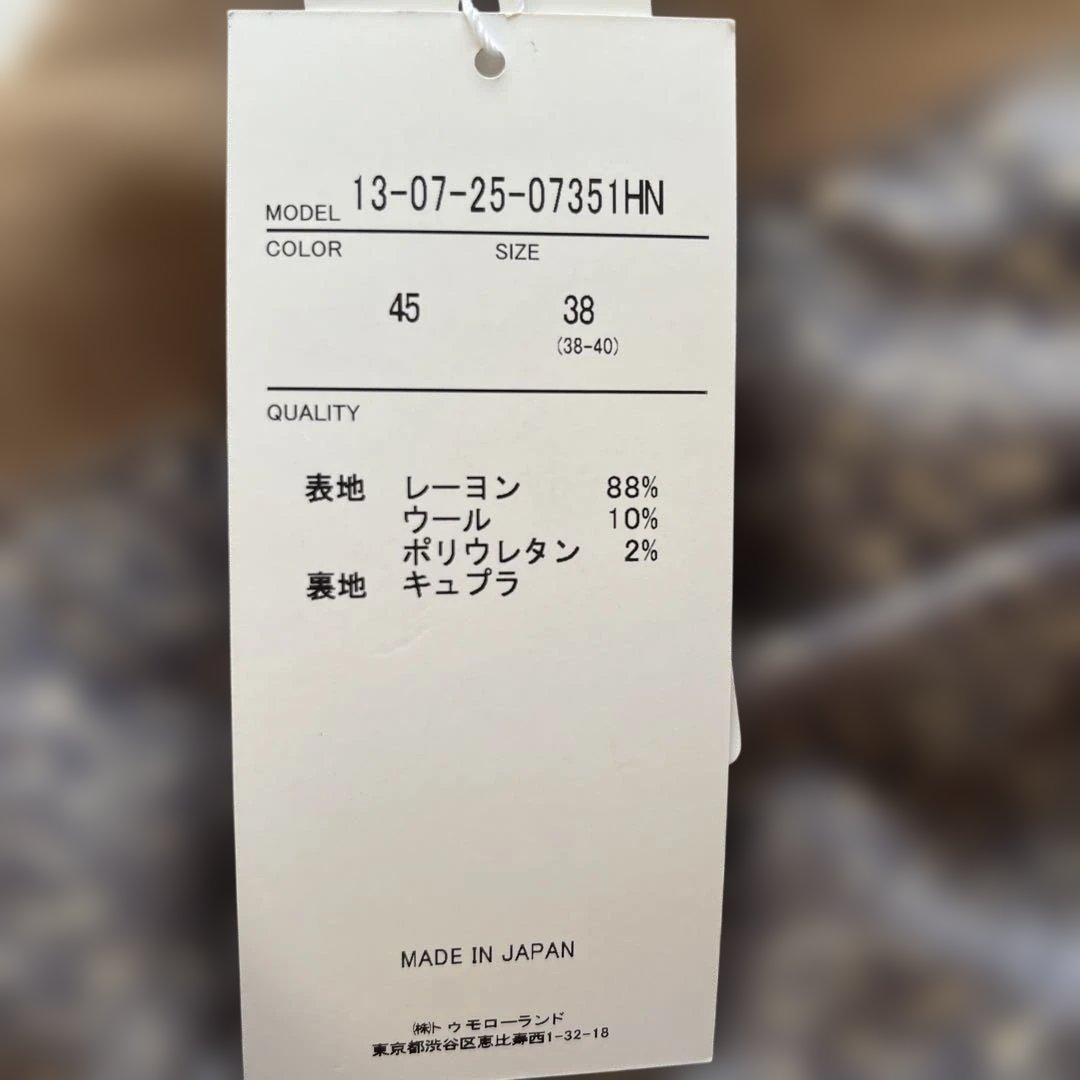 MODEL 13-07-25-07351HN
COLOR SIZE
45 38
(38-40)
QUALITY
表地 レーヨン 88%
ウール 10%
ポリウレタン 2%
裏地 キュプラ
MADE IN JAPAN
㈱トゥモローランド
東京都渋谷区恵比寿西1-32-18